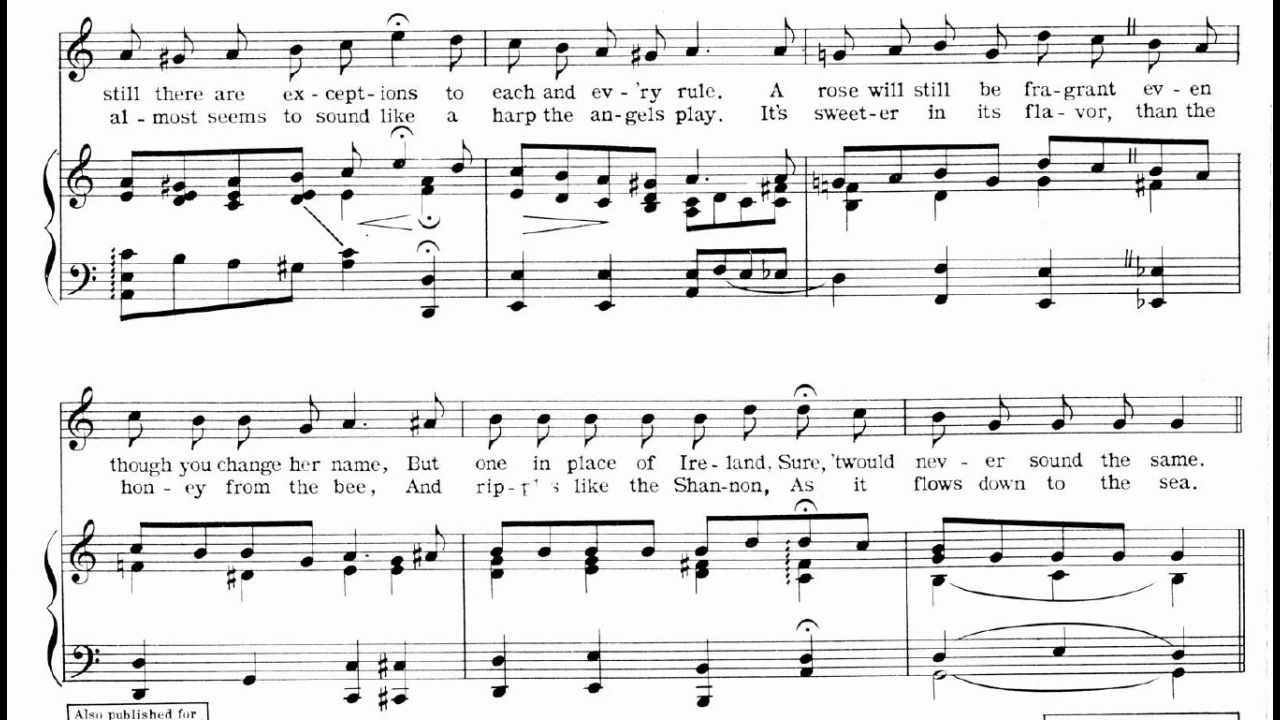 still there are ex - cept - ions to each and ev - 'ry rule. A rose will still be fra - grant ev - en
al - most seems to sound like a harp the an - gels play. It's sweet - er in its fla - vor, than the
though you change her name, But one in place of Ire - land, Sure, 'twould nev - er sound the same.
hon - ey from the bee, And like the Shan - non, As it flows down to the sea.
Also published for